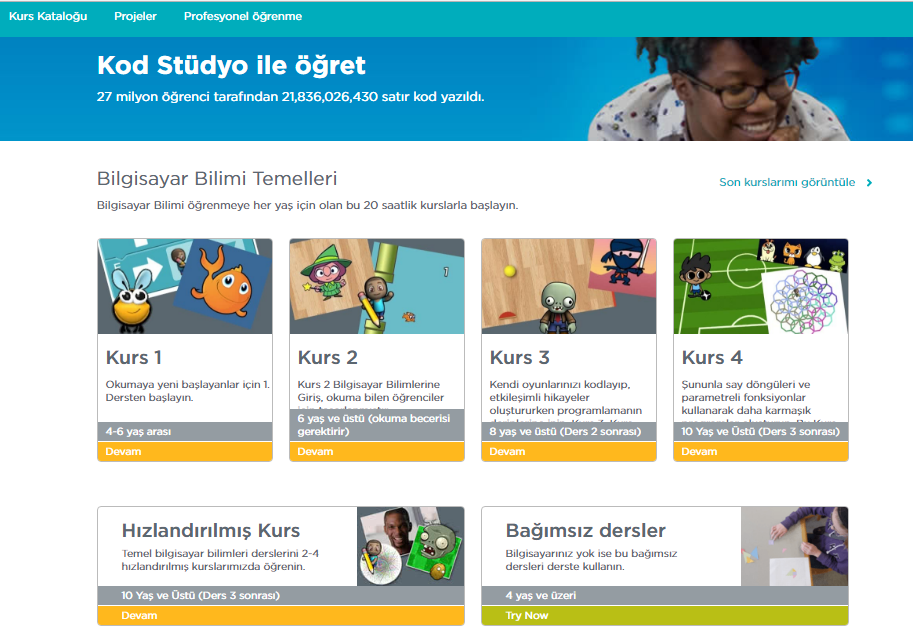 Kurs Kataloğu Projeler Profesyonel öğrenme
Kod Stüdyo ile öğret
27 milyon öğrenci tarafından 21,836,026,430 satır kod yazıldı.
Bilgisayar Bilimi Temelleri
Son kurslarımı görüntüle
Bilgisayar Bilimi öğrenmeye her yaş için olan bu 20 saatlik kurslarla başlayın.
1
Kurs 1
Okumaya yeni başlayanlar için 1.
Dersten başlayın.
4-6 yaş arası
Devam
Kurs 2
Kurs 2 Bilgisayar Bilimlerine
Giriş, okuma bilen öğrenciler
6 yaş ve üstü (okuma becerisi
gerektirir)
Devam
Kurs 3
Kendi oyunlarınızı kodlayıp,
etkileşimli hikayeler
oluştururken programlamanın
8 yaş ve üstü (Ders 2 sonrası)
Devam
Kurs 4
Şununla say döngüleri ve
parametreli fonksiyonlar
kullanarak daha karmaşık
10 Yaş ve Üstü (Ders 3 sonrası)
Devam
Hızlandırılmış Kurs
Temel bilgisayar bilimleri derslerini 2-4
hızlandırılmış kurslarımızda öğrenin.
10 Yaş ve Üstü (Ders 3 sonrası)
Devam
Bağımsız dersler
Bilgisayarınız yok ise bu bağımsız
dersleri derste kullanın.
4 yaş ve üzeri
Try Now